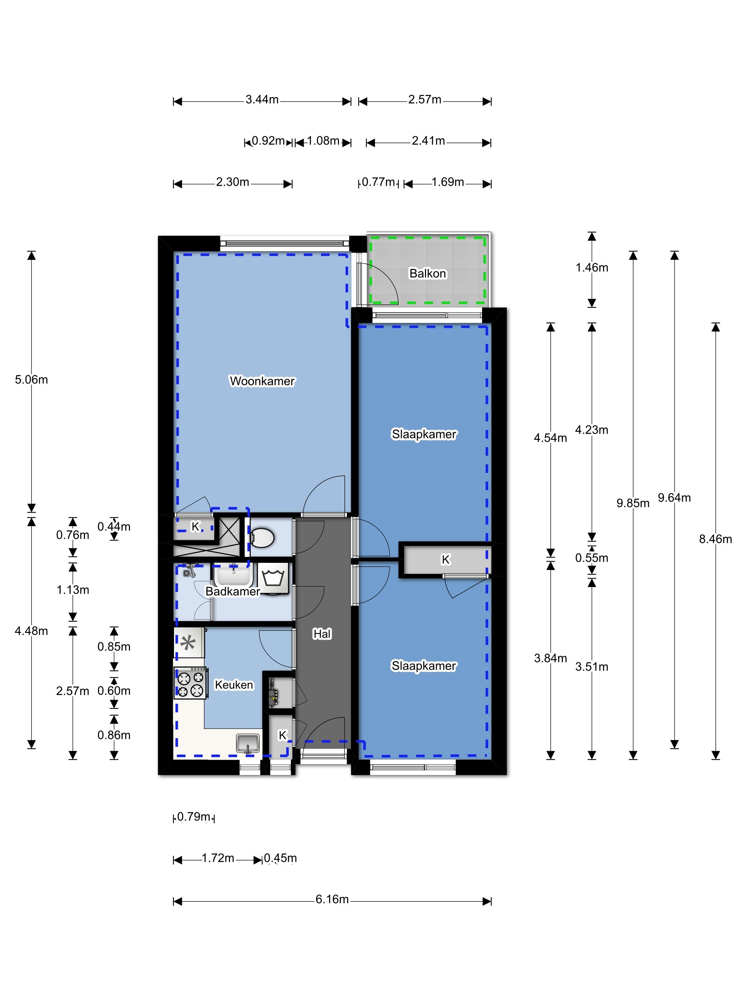 3.44m
2.57m
0.92m
1.08m
2.41m
2.30m
0.77m
1.69m
Balkon
1.46m
Woonkamer
5.06m
Slaapkamer
4.54m
4.23m
9.85m
9.64m
8.46m
K
0.76m
0.44m
K
0.55m
1.13m
Badkamer
4.48m
0.85m
Hal
Slaapkamer
3.84m
3.51m
2.57m
0.60m
Keuken
0.86m
K
0.79m
1.72m
0.45m
6.16m